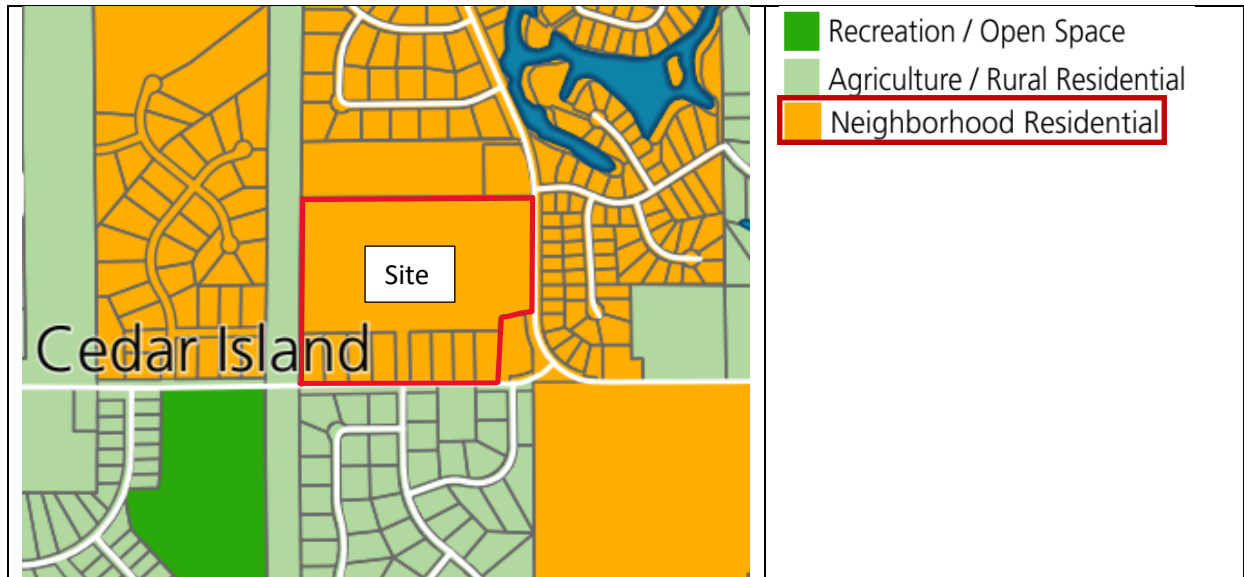 Site
Cedar Island
Recreation / Open Space
Agriculture / Rural Residential
Neighborhood Residential